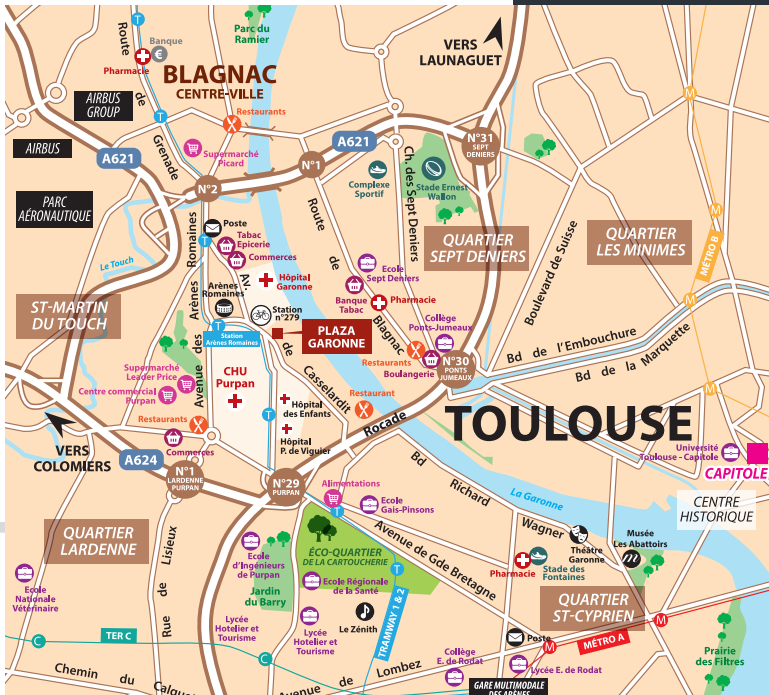 Parc du
Ramier
VERS
LAUNAGUET
Route
de
Grenade
T
Banque
€
Pharmacie
BLAGNAC
CENTRE-VILLE
M
AIRBUS
GROUP
T
Restaurants
AIRBUS
A621
Supermarché
Picard
A621
N°31
SEPT
DENIERS
N°1
N°2
Complexe
Sportif
Ch. des Sept Deniers
Stade Ernest
Wallon
PARC
AÉRONAUTIQUE
Le Touch
Poste
T
Tabac
Epicerie
Commerces
Route
de
Blagnac
QUARTIER
SEPT DENIERS
Boulevard de Suisse
QUARTIER
LES MINIMES
MÉTRO B
Ecole
Sept Deniers
Hôpital
Garonne
Banque
Tabac
Pharmacie
ST-MARTIN
DU TOUCH
Avenue des Arènes Romaines
Av.
de
Casselardit
Arènes
Romaines
Station
n°279
T
Station
Arènes Romaines
PLAZA
GARONNE
Collège
Ponts-Jumeaux
M
Restaurants
Boulangerie
N°30
PONTS
JUMEAUX
Bd de l'Embouchure
Bd de la Marquette
Supermarché
Leader Price
Centre commercial
Purpan
CHU
Purpan
Hôpital
des Enfants
Restaurant
M
T
Restaurants
Hôpital
P. de Viguier
Rocade
TOULOUSE
VERS
COLOMIERS
Commerces
A624
N°1
LARDENNE
PURPAN
N°29
PURPAN
Université
Toulouse - Capitole
CAPITOLE
Bd
Richard
Wagner
La Garonne
CENTRE
HISTORIQUE
Alimentations
T
Ecole
Gais-Pinsons
Avenue de Gde Bretagne
Théâtre
Garonne
Musée
Les Abattoirs
m
QUARTIER
LARDENNE
Rue de Lisieux
ÉCO-QUARTIER
DE LA CARTOUCHERIE
Ecole
d'Ingénieurs
de Purpan
Pharmacie
Stade des
Fontaines
Ecole
Nationale
Vétérinaire
Ecole Régionale
de la Santé
Jardin
du Barry
TRAMWAY 1 & 2
QUARTIER
ST-CYPRIEN
M
Lycée
Hotelier et
Tourisme
Lycée
Hotelier et
Tourisme
Le Zénith
C
TER C
C
T
Poste
M
MÉTRO A
Prairie
des Filtres
Collège
E. de Rodat
Lycée E. de Rodat
Chemin du Calquet
Avenue de Lombez
GARE MULTIMODALE
DES ARÈNES